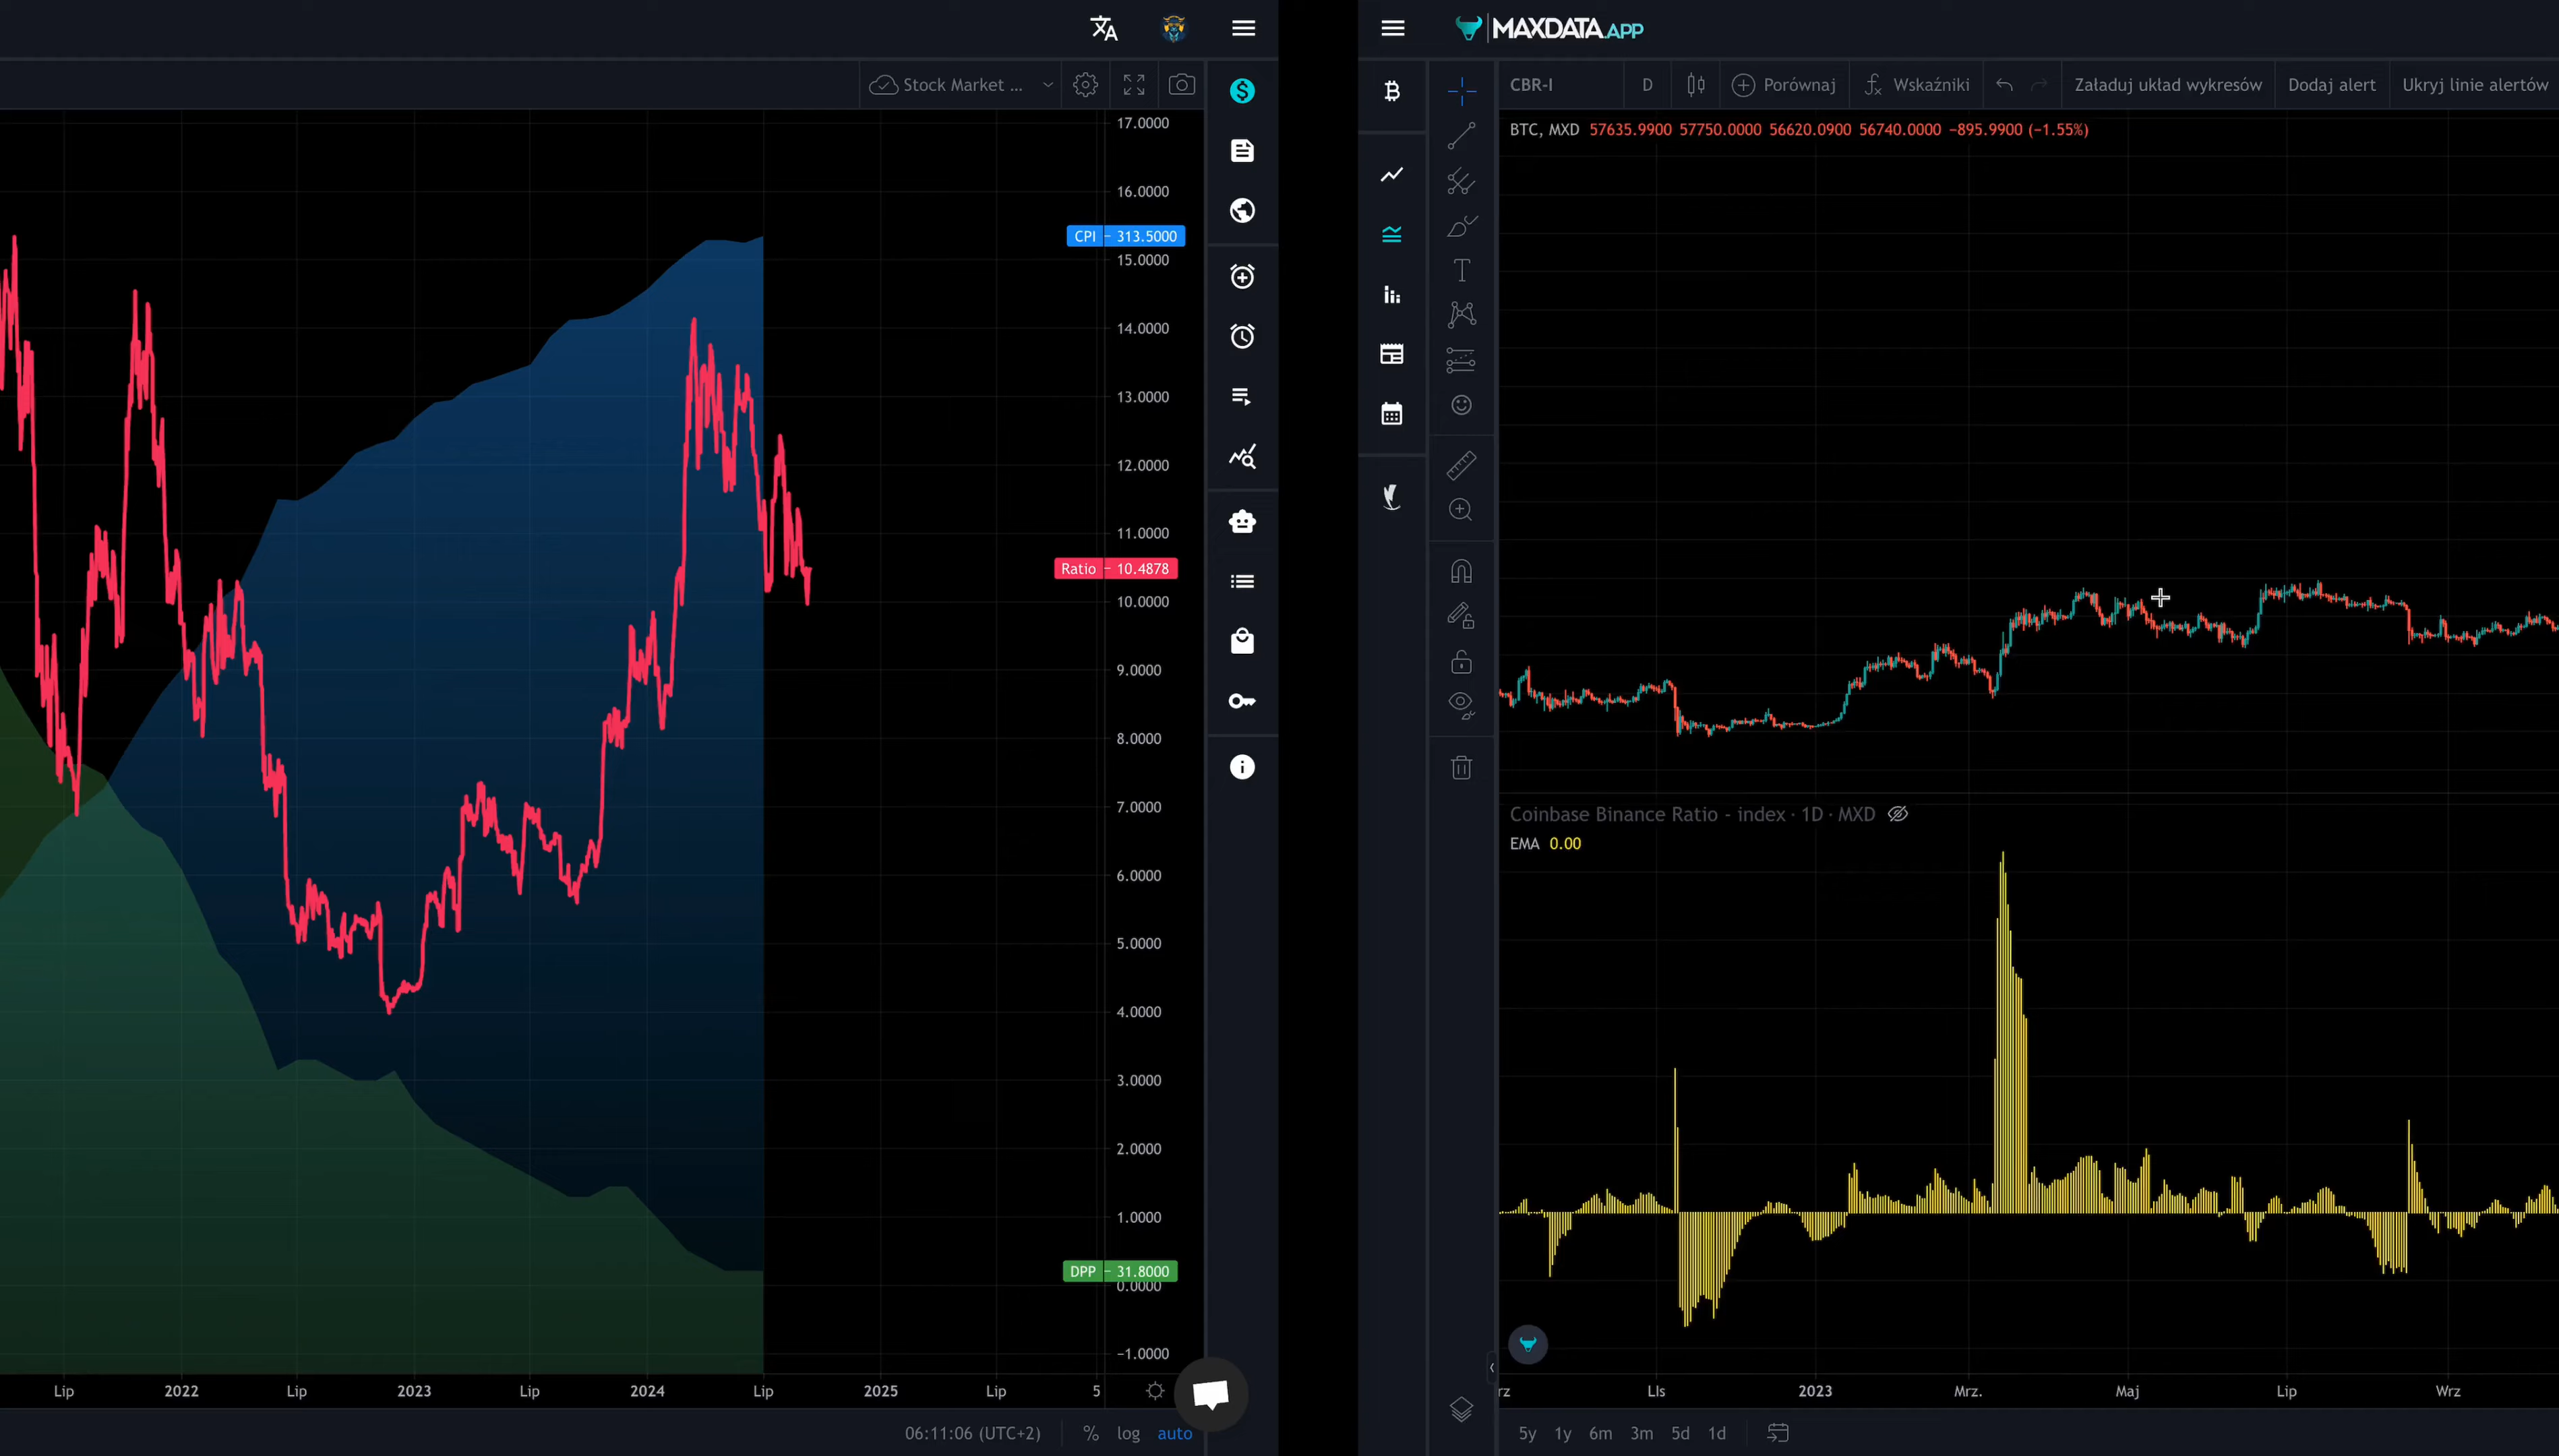 Stock Market ...
17.0000
16.0000
CPI 313.5000
15.0000
14.0000
13.0000
12.0000
11.0000
Ratio 10.4878
10.0000
9.0000
8.0000
7.0000
6.0000
5.0000
4.0000
3.0000
2.0000
1.0000
DPP 31.8000
0.0000
−1.0000
Lip 2022 Lip 2023 Lip 2024 Lip 2025 Lip 5
06:11:06 (UTC+2) % log auto
MAXDATA.APP
CBR-I D Porównaj Wskaźniki Załaduj układ wykresów Dodaj alert Ukryj linie alertów
BTC, MXD 57635.9900 57750.0000 56620.0900 56740.0000 −895.9900 (−1.55%)
Coinbase Binance Ratio - index · 1D · MXD
EMA 0.00
rz LIs 2023 Mrz. Maj Lip Wrz
5y 1y 6m 3m 5d 1d